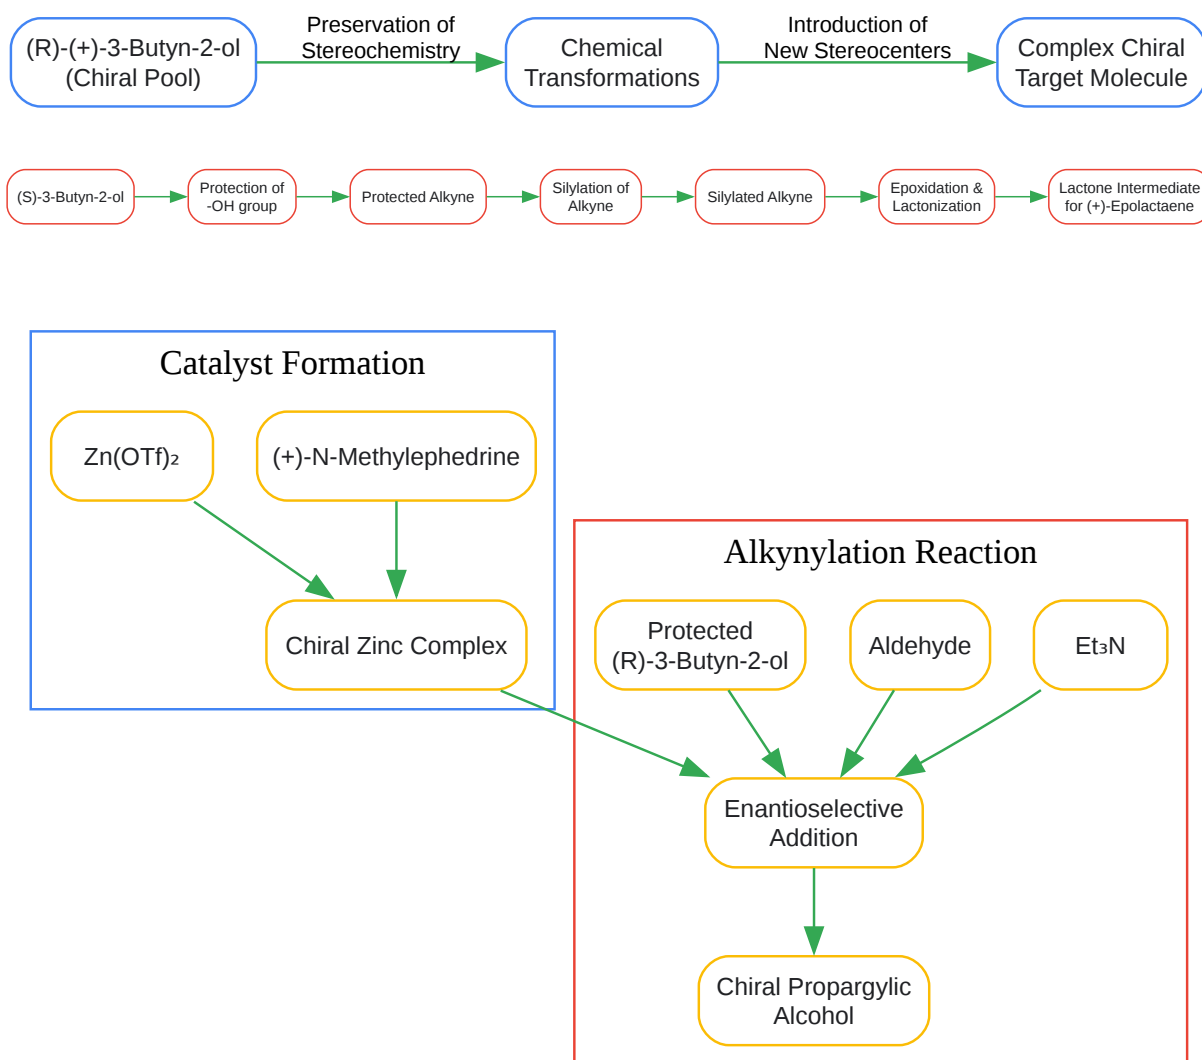 (R)-(+)-3-Butyn-2-ol
(Chiral Pool)
Preservation of
Stereochemistry
Chemical
Transformations
Introduction of
New Stereocenters
Complex Chiral
Target Molecule
(S)-3-Butyn-2-ol
Protection of
-OH group
Protected Alkyne
Silylation of
Alkyne
Silylated Alkyne
Epoxidation &
Lactonization
Lactone Intermediate
for (+)-Epolactaene
Catalyst Formation
Zn(OTf)₂
(+)-N-Methylephedrine
Chiral Zinc Complex
Alkynylation Reaction
Protected
(R)-3-Butyn-2-ol
Aldehyde
Et₃N
Enantioselective
Addition
Chiral Propargylic
Alcohol